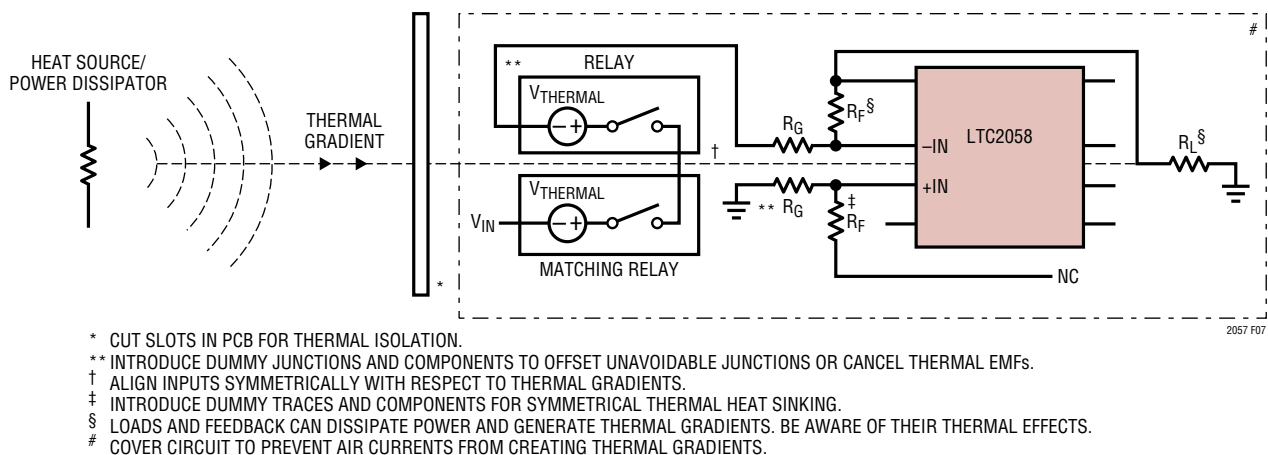 #
HEAT SOURCE/
POWER DISSIPATOR
THERMAL
GRADIENT
*
**
RELAY
VTHERMAL
VTHERMAL
VIN
MATCHING RELAY
†
RG
RF§
** RG
‡
RF
–IN
+IN
LTC2058
RL§
NC
2057 F07
* CUT SLOTS IN PCB FOR THERMAL ISOLATION.
** INTRODUCE DUMMY JUNCTIONS AND COMPONENTS TO OFFSET UNAVOIDABLE JUNCTIONS OR CANCEL THERMAL EMFs.
† ALIGN INPUTS SYMMETRICALLY WITH RESPECT TO THERMAL GRADIENTS.
‡ INTRODUCE DUMMY TRACES AND COMPONENTS FOR SYMMETRICAL THERMAL HEAT SINKING.
§ LOADS AND FEEDBACK CAN DISSIPATE POWER AND GENERATE THERMAL GRADIENTS. BE AWARE OF THEIR THERMAL EFFECTS.
# COVER CIRCUIT TO PREVENT AIR CURRENTS FROM CREATING THERMAL GRADIENTS.